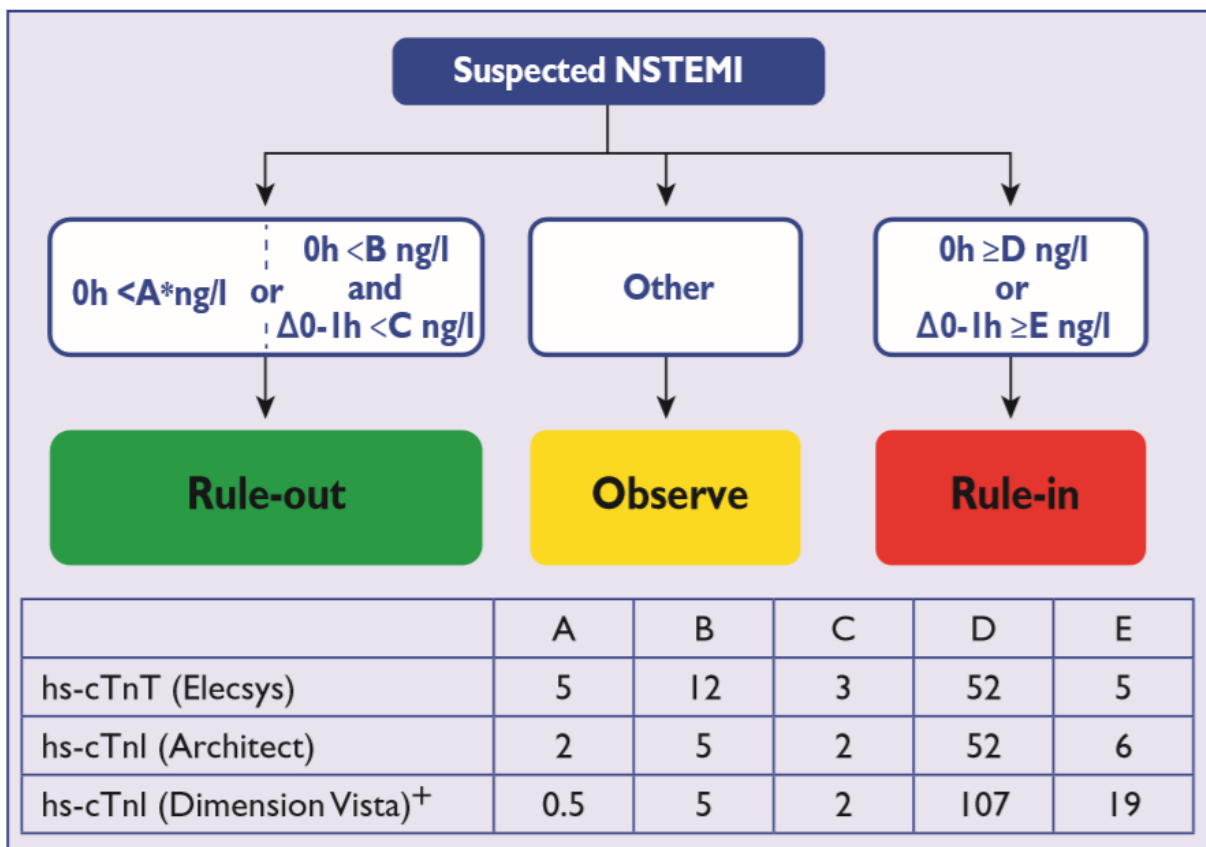 Suspected NSTEMI
0h <A*ng/l or 0h <B ng/l
and
Δ0-1h <C ng/l
Other
0h ≥D ng/l
or
Δ0-1h ≥E ng/l
Rule-out
Observe
Rule-in
A B C D E
hs-cTnT (Elecsys) 5 12 3 52 5
hs-cTnI (Architect) 2 5 2 52 6
hs-cTnI (Dimension Vista)+ 0.5 5 2 107 19